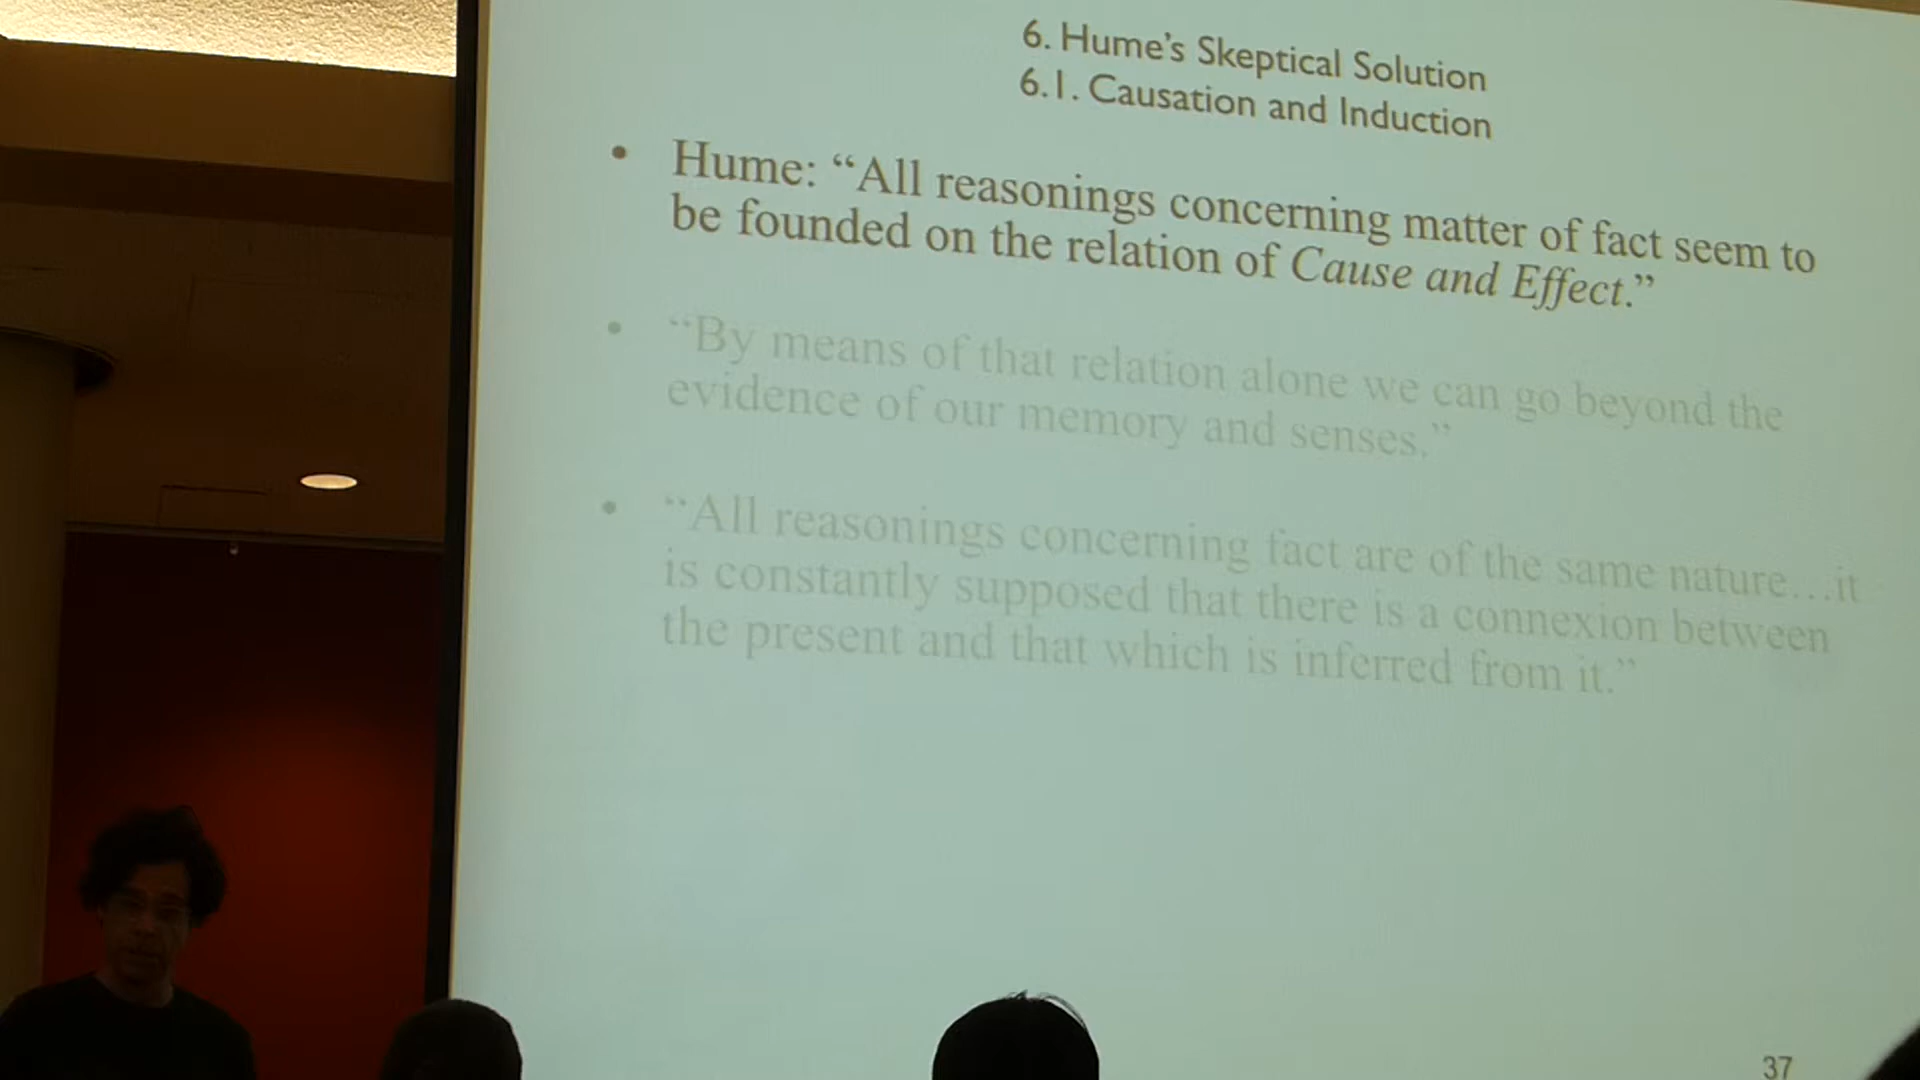 6. Hume's Skeptical Solution
6.1. Causation and Induction
• Hume: “All reasonings concerning matter of fact seem to
be founded on the relation of Cause and Effect.”
• “By means of that relation alone we can go beyond the
evidence of our memory and senses.”
• “All reasonings concerning fact are of the same nature…it
is constantly supposed that there is a connexion between
the present and that which is inferred from it.”
37